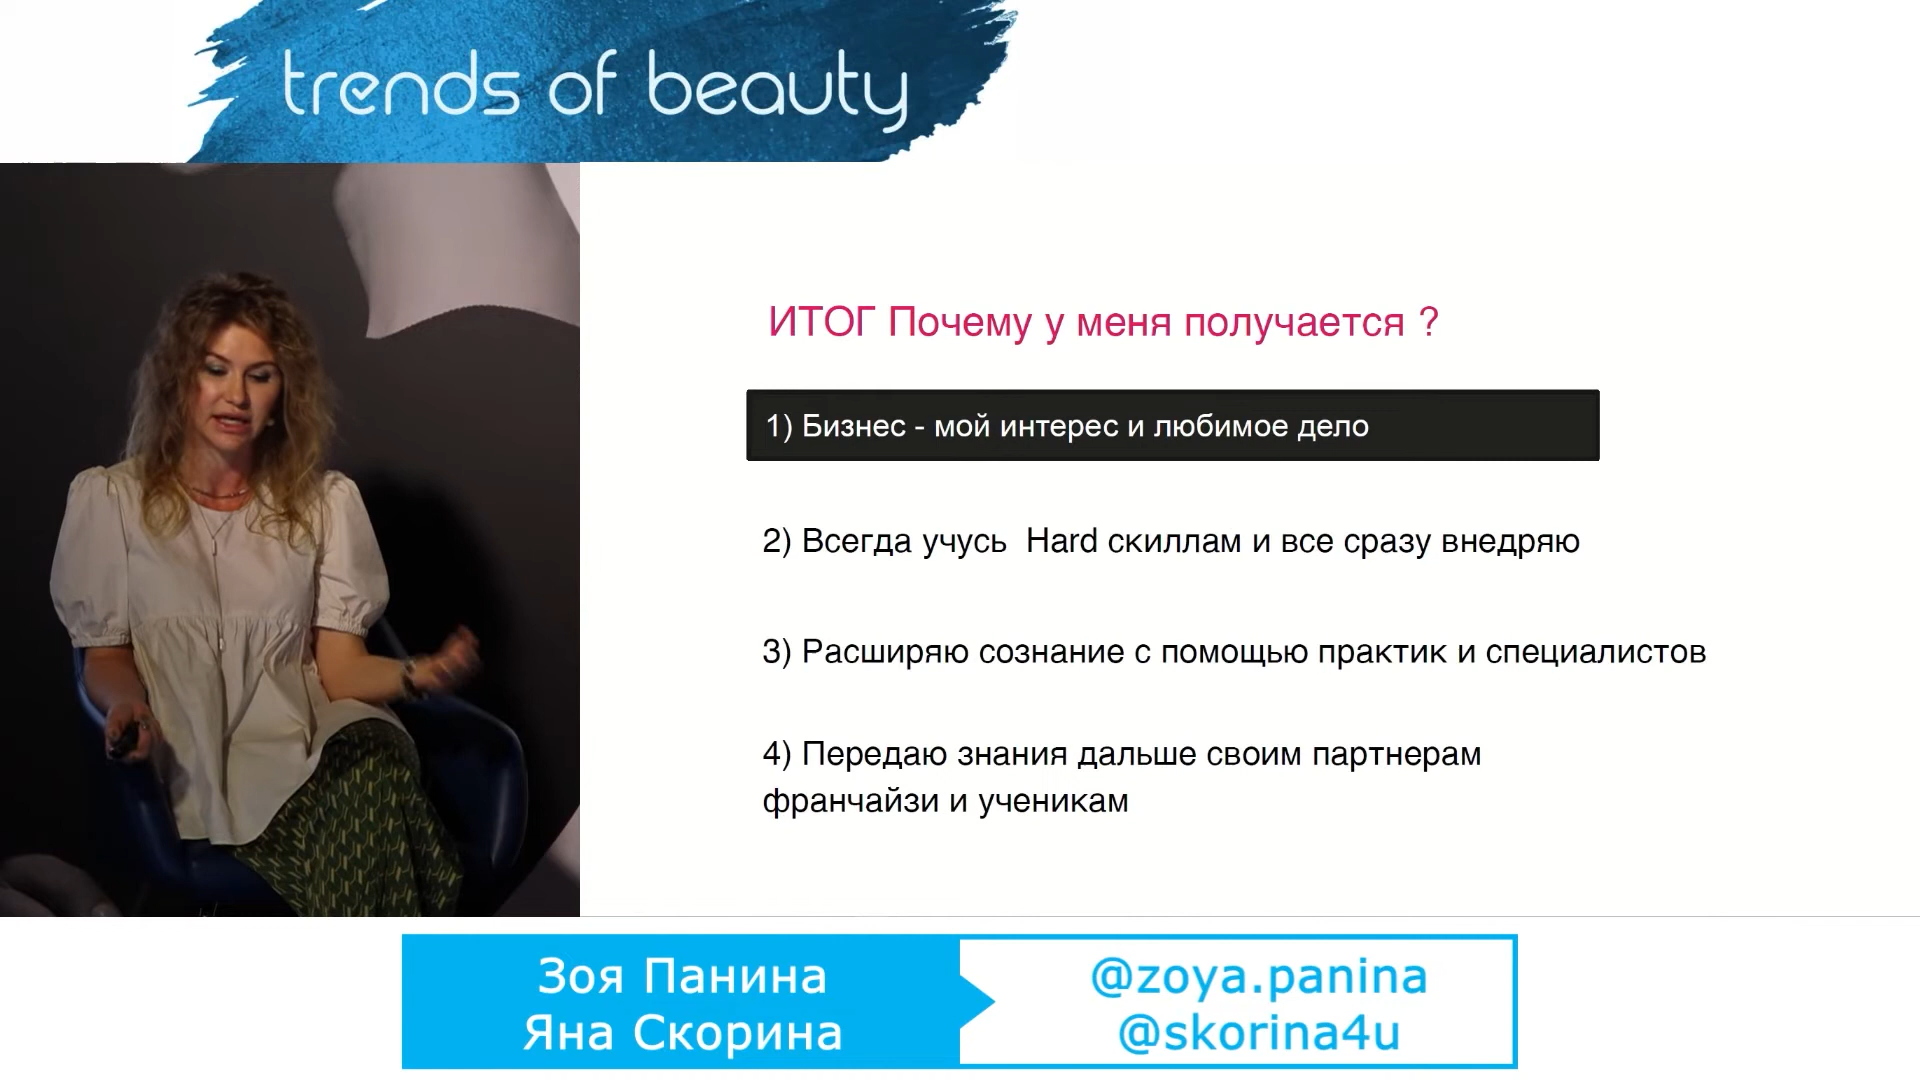 trends of beauty
ИТОГ Почему у меня получается ?
1) Бизнес - мой интерес и любимое дело
2) Всегда учусь Hard скиллам и все сразу внедряю
3) Расширяю сознание с помощью практик и специалистов
4) Передаю знания дальше своим партнерам
франчайзи и ученикам
Зоя Панина
Яна Скорина
@zoya.panina
@skorina4u